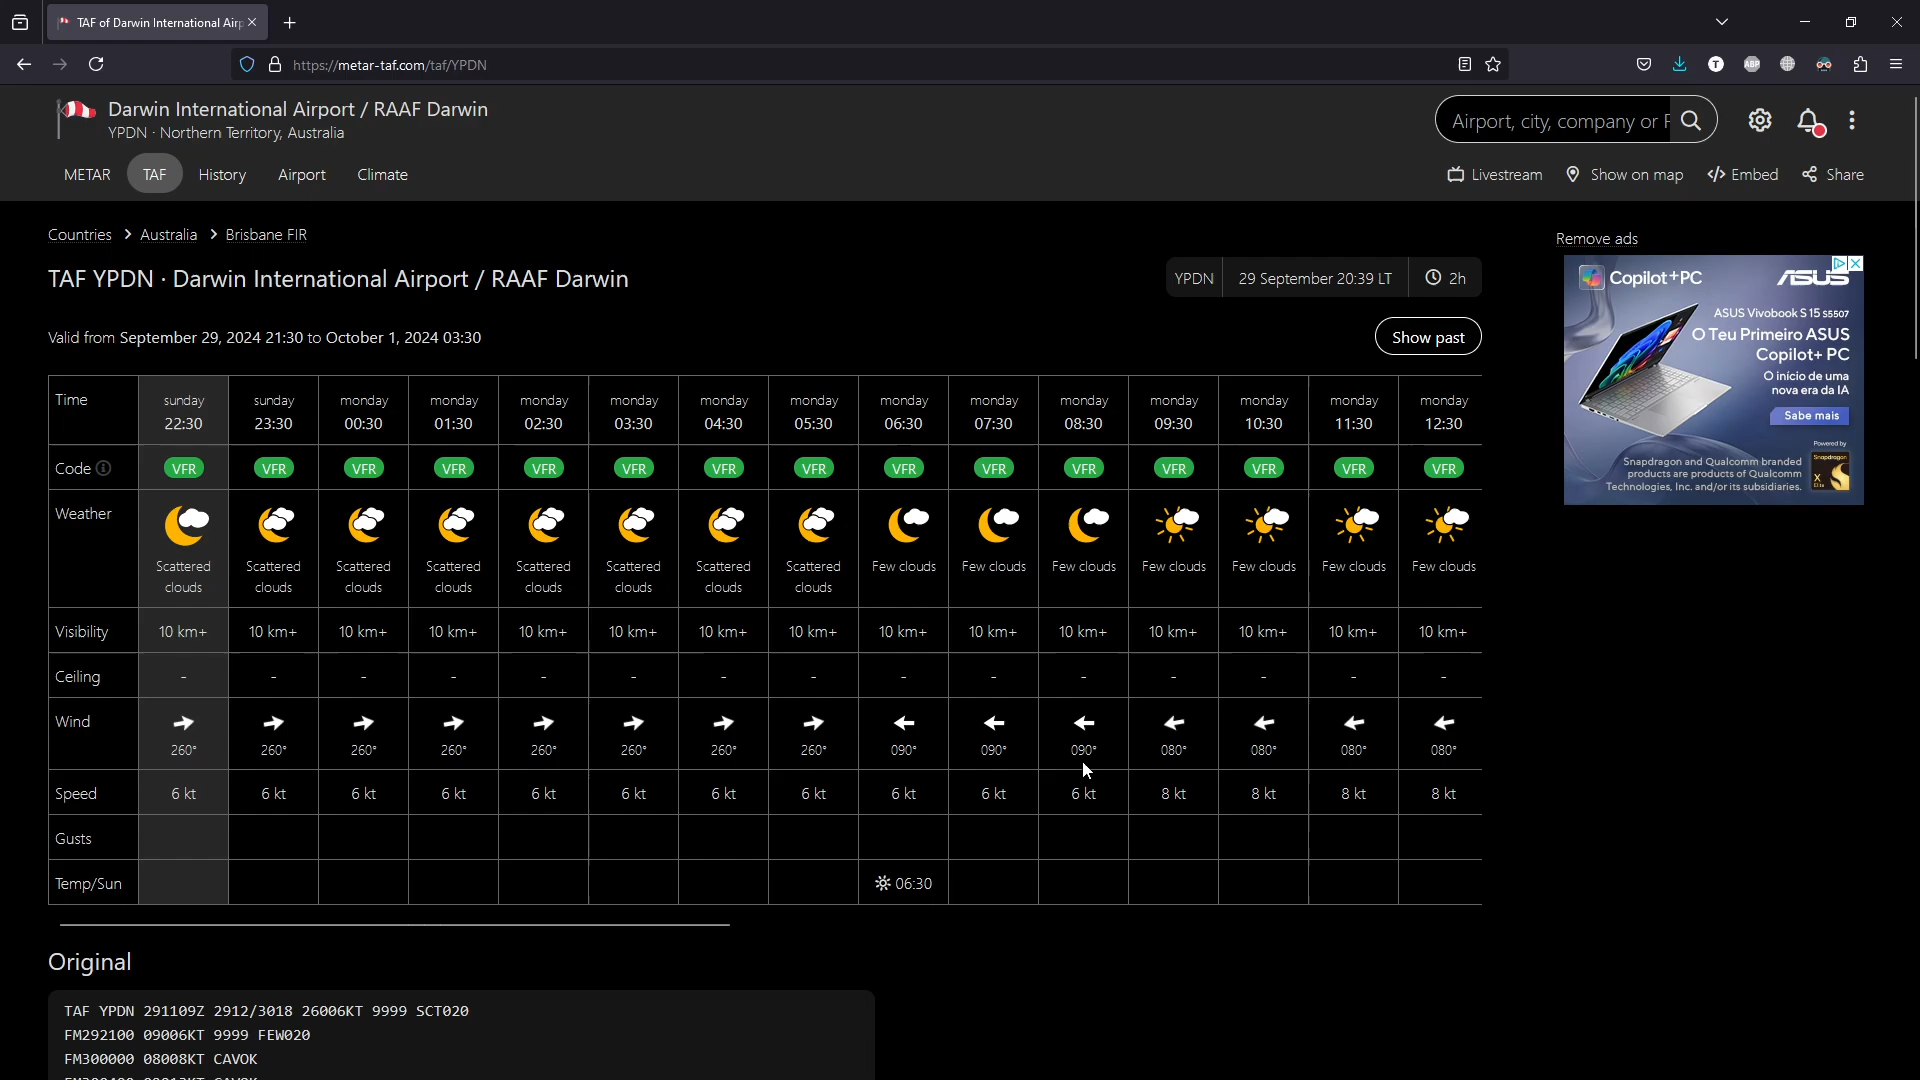 TAF of Darwin International Airp
https://metar-taf.com/taf/YPDN
Darwin International Airport / RAAF Darwin
YPDN · Northern Territory, Australia
Airport, city, company or F
METAR TAF History Airport Climate
Livestream Show on map Embed Share
Countries > Australia > Brisbane FIR
TAF YPDN · Darwin International Airport / RAAF Darwin
YPDN 29 September 20:39 LT 2h
Valid from September 29, 2024 21:30 to October 1, 2024 03:30
Show past
Time sunday sunday monday monday monday monday monday monday monday monday monday monday monday monday monday
22:30 23:30 00:30 01:30 02:30 03:30 04:30 05:30 06:30 07:30 08:30 09:30 10:30 11:30 12:30
Code VFR VFR VFR VFR VFR VFR VFR VFR VFR VFR VFR VFR VFR VFR VFR
Weather
Scattered Scattered Scattered Scattered Scattered Scattered Scattered Scattered Few clouds Few clouds Few clouds Few clouds Few clouds Few clouds Few clouds
clouds clouds clouds clouds clouds clouds clouds clouds
Visibility 10 km+ 10 km+ 10 km+ 10 km+ 10 km+ 10 km+ 10 km+ 10 km+ 10 km+ 10 km+ 10 km+ 10 km+ 10 km+ 10 km+ 10 km+
Ceiling - - - - - - - - - - - - - - -
Wind
260° 260° 260° 260° 260° 260° 260° 260° 090° 090° 090° 080° 080° 080° 080°
Speed 6 kt 6 kt 6 kt 6 kt 6 kt 6 kt 6 kt 6 kt 6 kt 6 kt 6 kt 8 kt 8 kt 8 kt 8 kt
Gusts
Temp/Sun 06:30
Original
TAF YPDN 291109Z 2912/3018 26006KT 9999 SCT020
FM292100 09006KT 9999 FEW020
FM300000 08008KT CAVOK
Remove ads
Copilot+PC ASUS
ASUS Vivobook S 15 S5507
O Teu Primeiro ASUS
Copilot+ PC
O início de uma
nova era da IA
Sabe mais
Powered by
Snapdragon
X
Elite
Snapdragon and Qualcomm branded
products are products of Qualcomm
Technologies, Inc. and/or its subsidiaries.
T
ABP